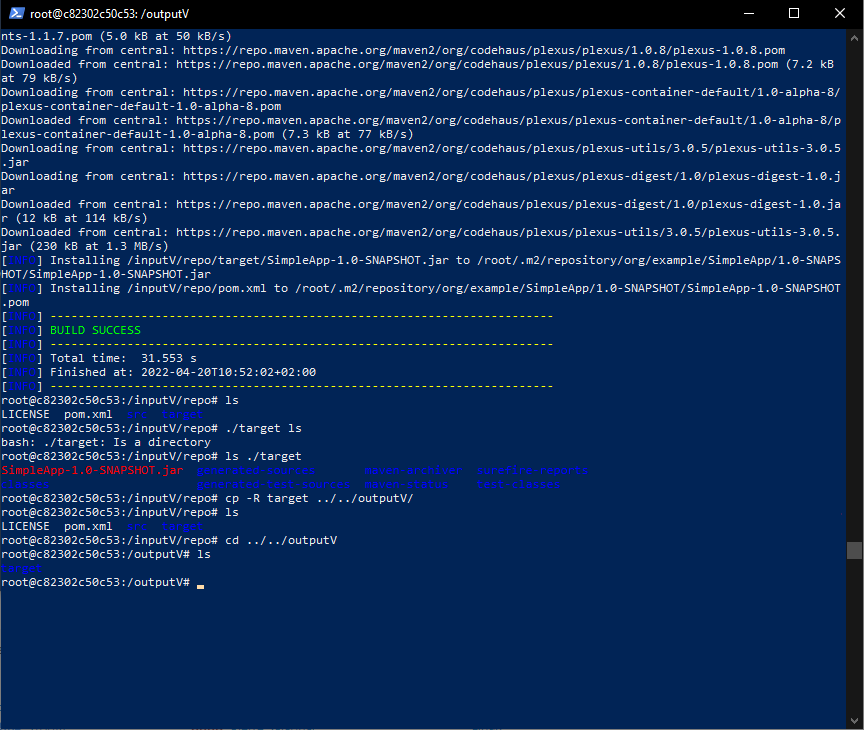 root@c82302c50c53: /outputV
nts-1.1.7.pom (5.0 kB at 50 kB/s)
Downloading from central: https://repo.maven.apache.org/maven2/org/codehaus/plexus/plexus/1.0.8/plexus-1.0.8.pom
Downloaded from central: https://repo.maven.apache.org/maven2/org/codehaus/plexus/plexus/1.0.8/plexus-1.0.8.pom (7.2 kB
at 79 kB/s)
Downloading from central: https://repo.maven.apache.org/maven2/org/codehaus/plexus/plexus-container-default/1.0-alpha-8/
plexus-container-default-1.0-alpha-8.pom
Downloaded from central: https://repo.maven.apache.org/maven2/org/codehaus/plexus/plexus-container-default/1.0-alpha-8/p
lexus-container-default-1.0-alpha-8.pom (7.3 kB at 77 kB/s)
Downloading from central: https://repo.maven.apache.org/maven2/org/codehaus/plexus/plexus-utils/3.0.5/plexus-utils-3.0.5
.jar
Downloading from central: https://repo.maven.apache.org/maven2/org/codehaus/plexus/plexus-digest/1.0/plexus-digest-1.0.j
ar
Downloaded from central: https://repo.maven.apache.org/maven2/org/codehaus/plexus/plexus-digest/1.0/plexus-digest-1.0.ja
r (12 kB at 114 kB/s)
Downloaded from central: https://repo.maven.apache.org/maven2/org/codehaus/plexus/plexus-utils/3.0.5/plexus-utils-3.0.5.
jar (230 kB at 1.3 MB/s)
[INFO] Installing /inputV/repo/target/SimpleApp-1.0-SNAPSHOT.jar to /root/.m2/repository/org/example/SimpleApp/1.0-SNAPS
HOT/SimpleApp-1.0-SNAPSHOT.jar
[INFO] Installing /inputV/repo/pom.xml to /root/.m2/repository/org/example/SimpleApp/1.0-SNAPSHOT/SimpleApp-1.0-SNAPSHOT
.pom
[INFO] ------------------------------------------------------------------------
[INFO] BUILD SUCCESS
[INFO] ------------------------------------------------------------------------
[INFO] Total time:  31.553 s
[INFO] Finished at: 2022-04-20T10:52:02+02:00
[INFO] ------------------------------------------------------------------------
root@c82302c50c53:/inputV/repo# ls
LICENSE  pom.xml  src  target
root@c82302c50c53:/inputV/repo# ./target ls
bash: ./target: Is a directory
root@c82302c50c53:/inputV/repo# ls ./target
SimpleApp-1.0-SNAPSHOT.jar  generated-sources  maven-archiver  surefire-reports
classes  generated-test-sources  maven-status  test-classes
root@c82302c50c53:/inputV/repo# cp -R target ../../outputV/
root@c82302c50c53:/inputV/repo# ls
LICENSE  pom.xml  src  target
root@c82302c50c53:/inputV/repo# cd ../../outputV
root@c82302c50c53:/outputV# ls
target
root@c82302c50c53:/outputV#